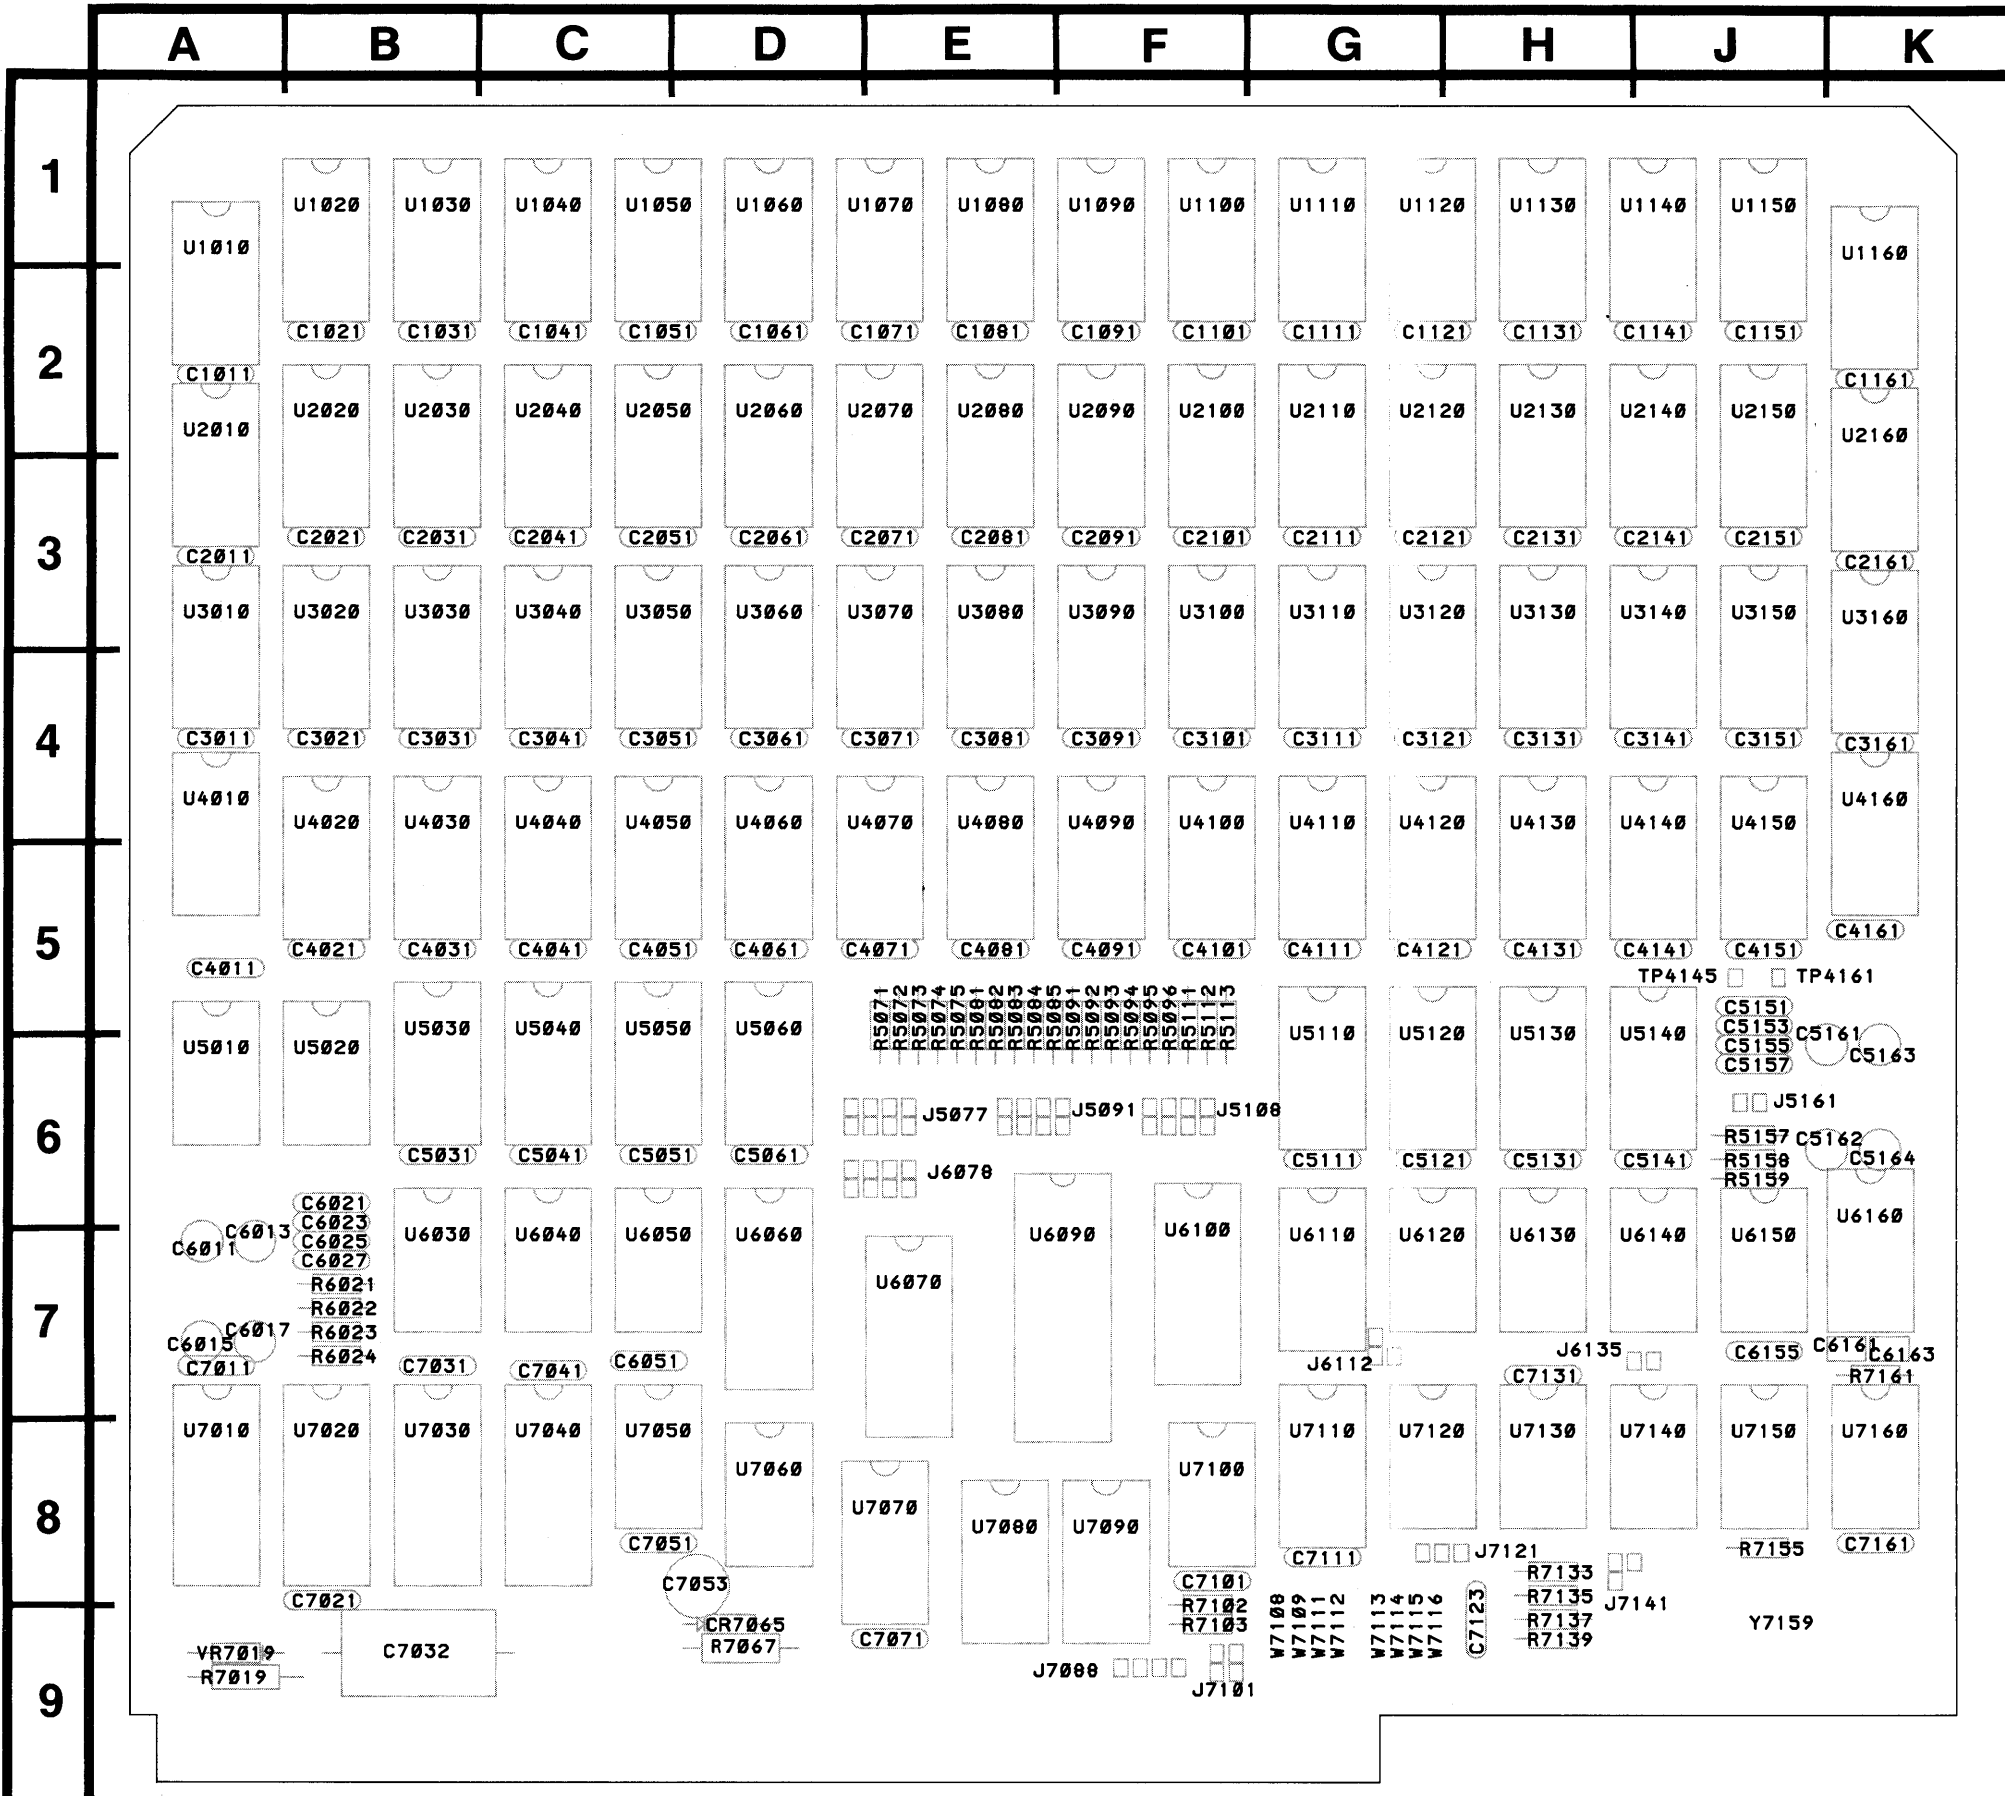 A B C D E F G H J K
1
U1020 U1030 U1040 U1050 U1060 U1070 U1080 U1090 U1100 U1110 U1120 U1130 U1140 U1150
U1010 U1160
2
C1021 C1031 C1041 C1051 C1061 C1071 C1081 C1091 C1101 C1111 C1121 C1131 C1141 C1151
C1011 C1161
U2020 U2030 U2040 U2050 U2060 U2070 U2080 U2090 U2100 U2110 U2120 U2130 U2140 U2150
U2010 U2160
3
C2021 C2031 C2041 C2051 C2061 C2071 C2081 C2091 C2101 C2111 C2121 C2131 C2141 C2151
C2011 C2161
U3010 U3020 U3030 U3040 U3050 U3060 U3070 U3080 U3090 U3100 U3110 U3120 U3130 U3140 U3150 U3160
4
C3011 C3021 C3031 C3041 C3051 C3061 C3071 C3081 C3091 C3101 C3111 C3121 C3131 C3141 C3151 C3161
U4010 U4160
U4020 U4030 U4040 U4050 U4060 U4070 U4080 U4090 U4100 U4110 U4120 U4130 U4140 U4150
5
C4161
C4021 C4031 C4041 C4051 C4061 C4071 C4081 C4091 C4101 C4111 C4121 C4131 C4141 C4151
C4011
TP4145 TP4161
R5071 R5072 R5073 R5074 R5075 R5081 R5082 R5083 R5084 R5085 R5091 R5092 R5093 R5094 R5095 R5096 R5111 R5112 R5113
C5151
C5153
C5155
C5157
C5161
C5163
U5030 U5040 U5050 U5060 U5110 U5120 U5130 U5140
U5010 U5020
6
J5077 J5091 J5108 J5161
R5157 C5162
C5031 C5041 C5051 C5061 C5111 C5121 C5131 C5141 R5158 C5164
J6078 R5159
C6021
C6023
C6025
C6027
C6011 C6013
U6160
U6030 U6040 U6050 U6060 U6090 U6100 U6110 U6120 U6130 U6140 U6150
U6070
7
R6021
R6022
R6023
R6024
C6015 C6017
C7011 C7031 C7041 C6051 J6112 J6135 C6155 C6161 C6163
C7131 R7161
U7010 U7020 U7030 U7040 U7050 U7110 U7120 U7130 U7140 U7150 U7160
U7060 U7100
8
U7070
U7080 U7090
C7051 C7111 J7121 R7155 C7161
C7053 C7101 R7133
C7021 R7102 R7135 J7141
CR7065 R7103 R7137 Y7159
R7067 C7071 R7139
W7108 W7109 W7111 W7112 W7113 W7114 W7115 W7116 C7123
VR7019 C7032
R7019 J7088
J7101
9